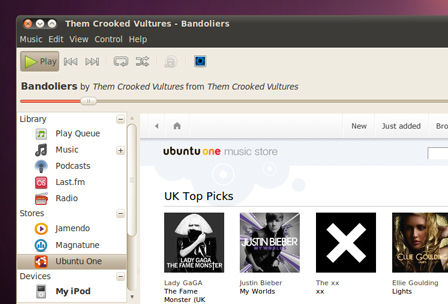 Them Crooked Vultures - Bandoliers
Music Edit View Control Help
Play
Bandoliers by Them Crooked Vultures from Them Crooked Vultures
Library
Play Queue
Music
Podcasts
Last.fm
Radio
Stores
Jamendo
Magnatune
Ubuntu One
Devices
My iPod
New Just added Bro
ubuntu one music store
UK Top Picks
LADY GAGA
THE FAME MONSTER
JUSTIN BIEBER
MY WORLDS
ELLIE GOULDING
Lady GaGa
The Fame
Monster (UK
Justin Bieber
My Worlds
The xx
xx
Ellie Goulding
Lights